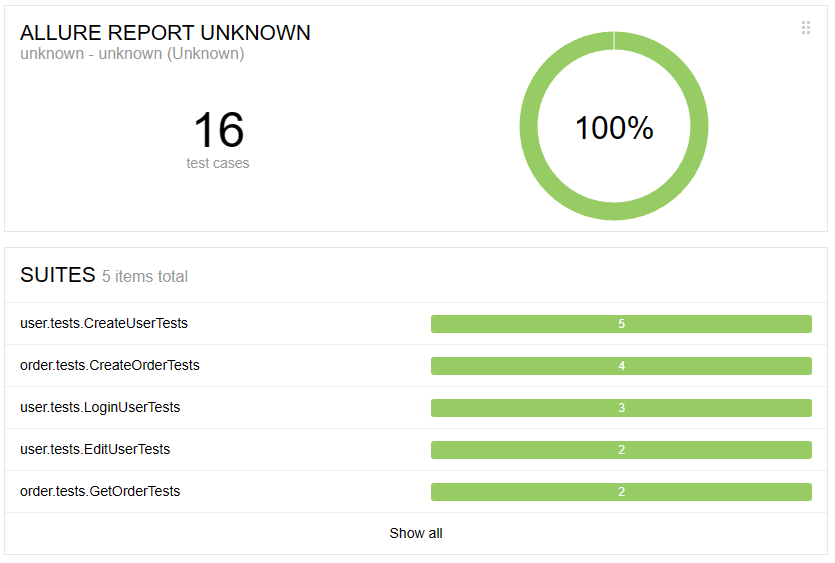 ALLURE REPORT UNKNOWN
unknown - unknown (Unknown)
16
test cases
100%
SUITES 5 items total
user.tests.CreateUserTests 5
order.tests.CreateOrderTests 4
user.tests.LoginUserTests 3
user.tests.EditUserTests 2
order.tests.GetOrderTests 2
Show all